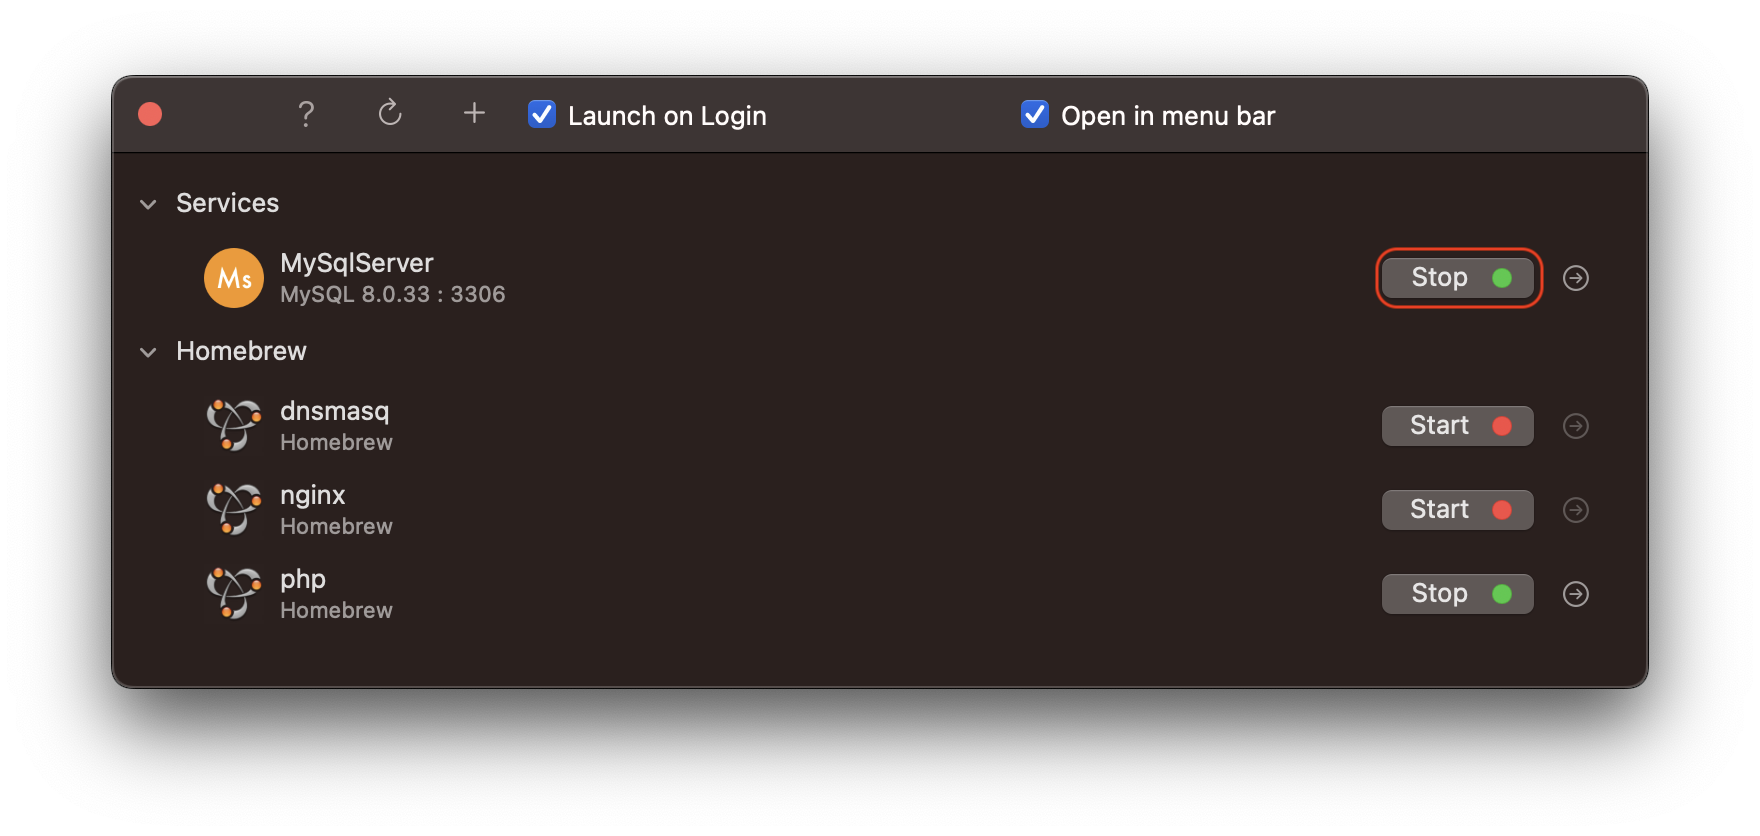 ? + Launch on Login Open in menu bar
Services
Ms MySqlServer
MySQL 8.0.33 : 3306
Stop
Homebrew
dnsmasq
Homebrew
Start
nginx
Homebrew
Start
php
Homebrew
Stop